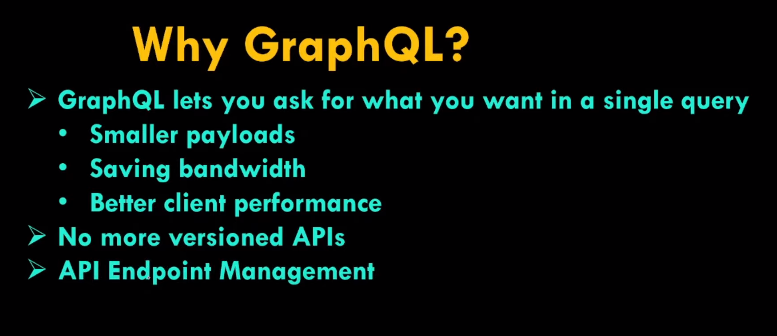 Why GraphQL?
➢ GraphQL lets you ask for what you want in a single query
• Smaller payloads
• Saving bandwidth
• Better client performance
➢ No more versioned APIs
➢ API Endpoint Management